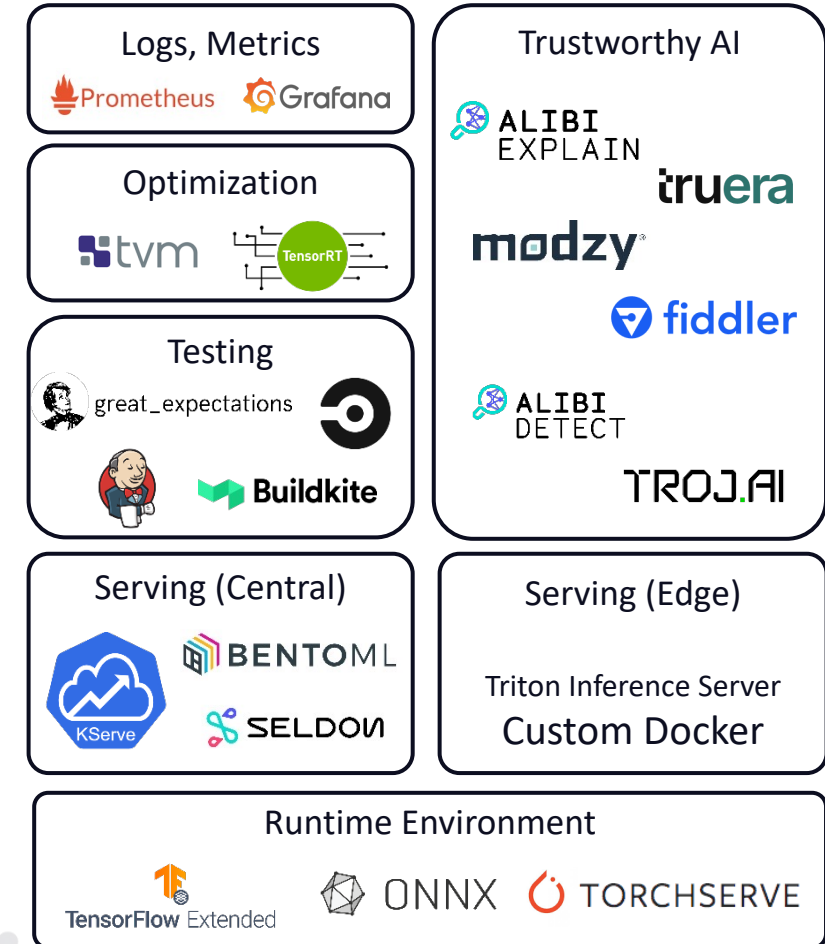 Logs, Metrics
Prometheus
Grafana
Optimization
tvm
TensorRT
Testing
great_expectations
Buildkite
Trustworthy AI
ALIBI
EXPLAIN
truera
modzy®
fiddler
ALIBI
DETECT
TROJ.AI
Serving (Central)
KServe
BENTOML
SELDON
Serving (Edge)
Triton Inference Server
Custom Docker
Runtime Environment
TensorFlow Extended
ONNX
TORCHSERVE